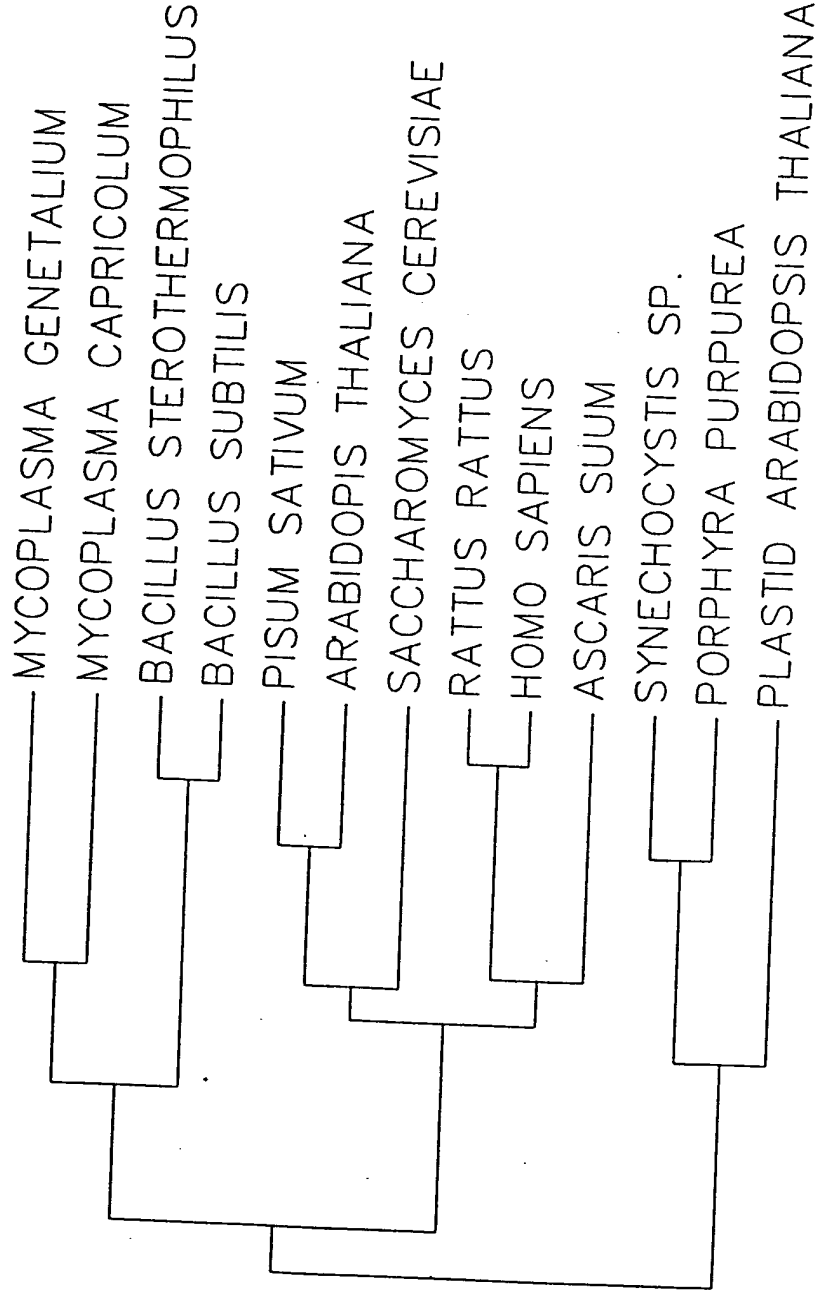 MYCOPLASMA GENETALIUM
MYCOPLASMA CAPRICOLUM
BACILLUS STEROTHERMOPHILUS
BACILLUS SUBTILIS
PISUM SATIVUM
ARABIDOPIS THALIANA
SACCHAROMYCES CEREVISIAE
RATTUS RATTUS
HOMO SAPIENS
ASCARIS SUUM
SYNECHOCYSTIS SP.
PORPHYRA PURPUREA
PLASTID ARABIDOPSIS THALIANA